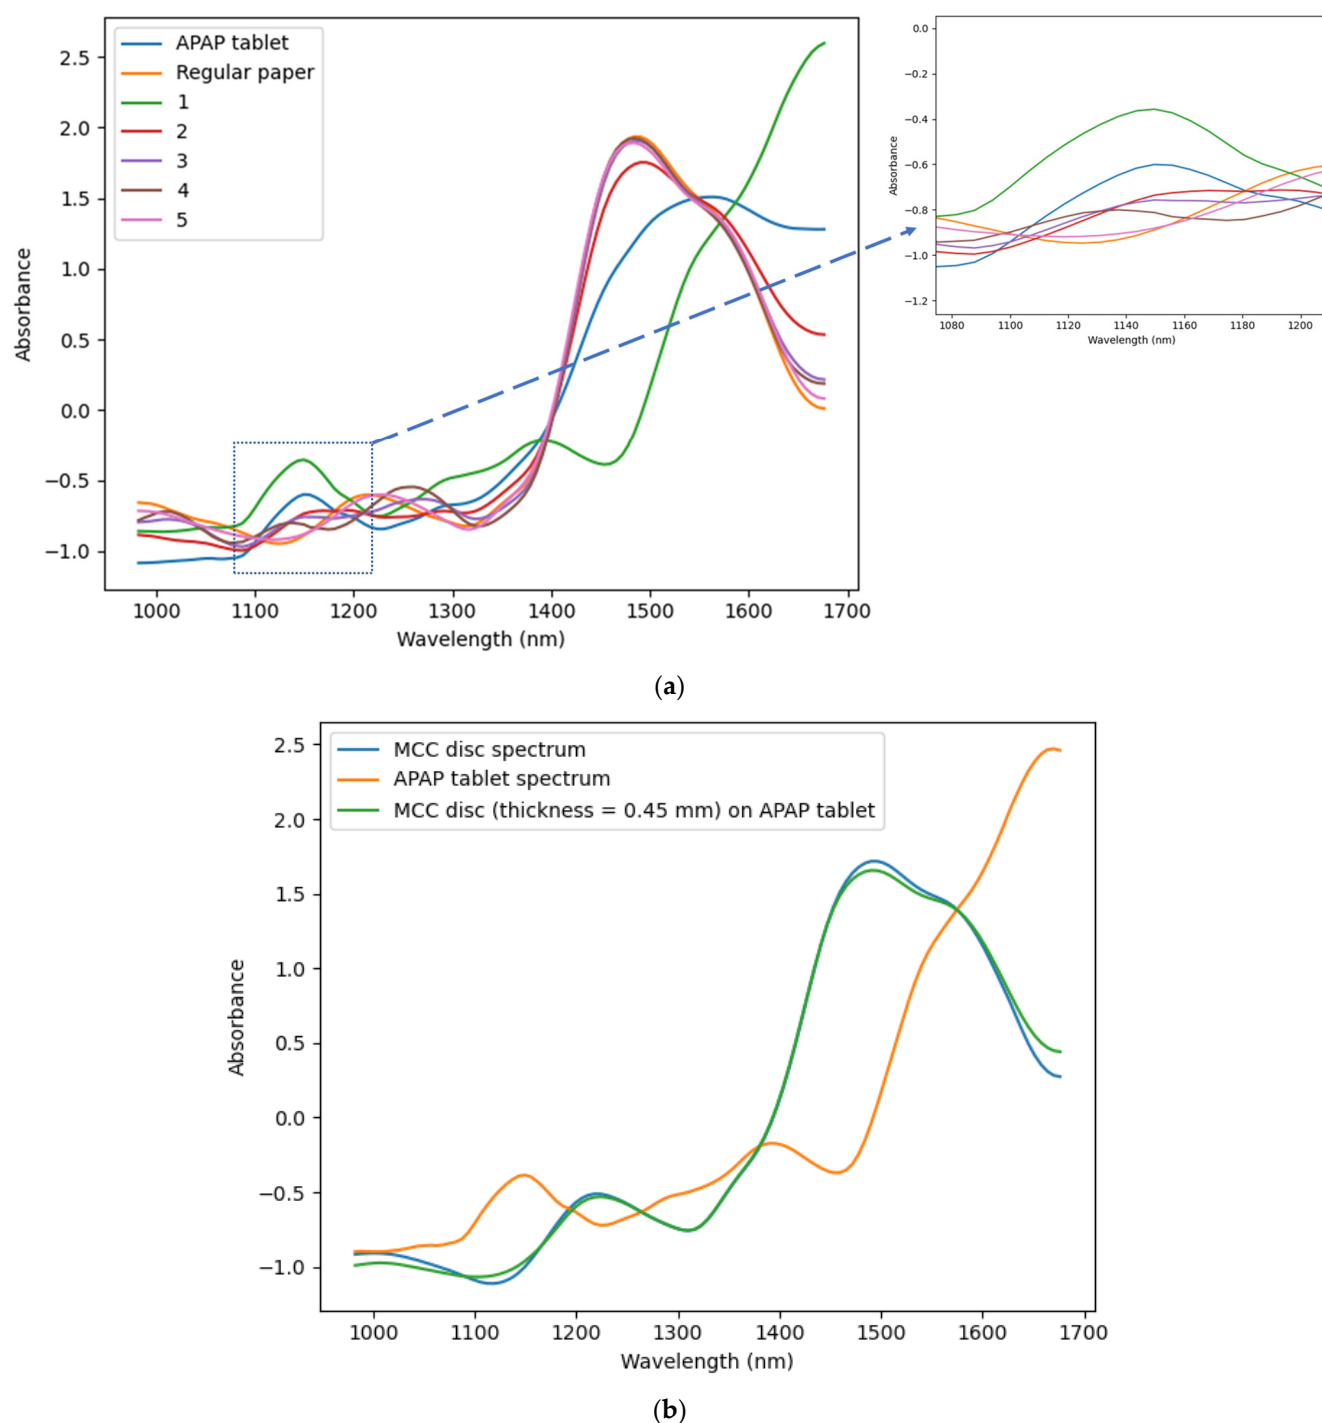 APAP tablet
Regular paper
1
2
3
4
5
2.5
2.0
1.5
1.0
0.5
0.0
−0.5
−1.0
Absorbance
1000 1100 1200 1300 1400 1500 1600 1700
Wavelength (nm)
0.0
−0.2
−0.4
−0.6
−0.8
−1.0
−1.2
Absorbance
1080 1100 1120 1140 1160 1180 1200
Wavelength (nm)
(a)
MCC disc spectrum
APAP tablet spectrum
MCC disc (thickness = 0.45 mm) on APAP tablet
2.5
2.0
1.5
1.0
0.5
0.0
−0.5
−1.0
Absorbance
1000 1100 1200 1300 1400 1500 1600 1700
Wavelength (nm)
(b)